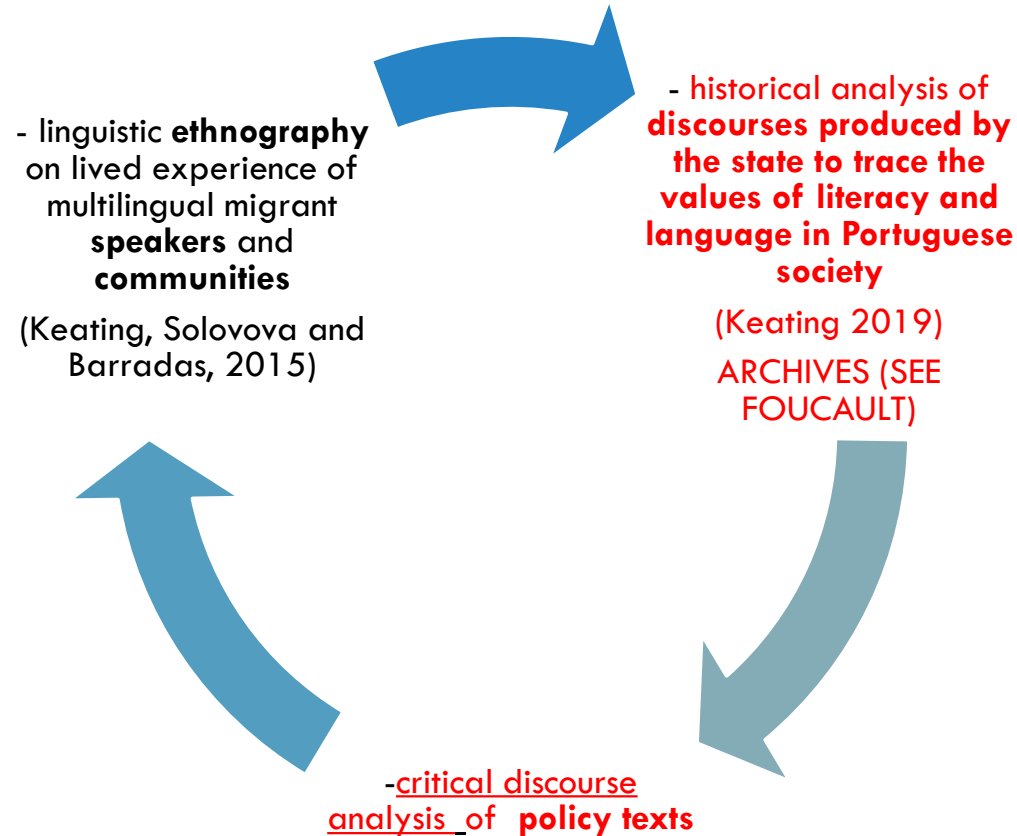 - linguistic ethnography
on lived experience of
multilingual migrant
speakers and
communities
(Keating, Solovova and
Barradas, 2015)
- historical analysis of
discourses produced by
the state to trace the
values of literacy and
language in Portuguese
society
(Keating 2019)
ARCHIVES (SEE
FOUCAULT)
-critical discourse
analysis of policy texts